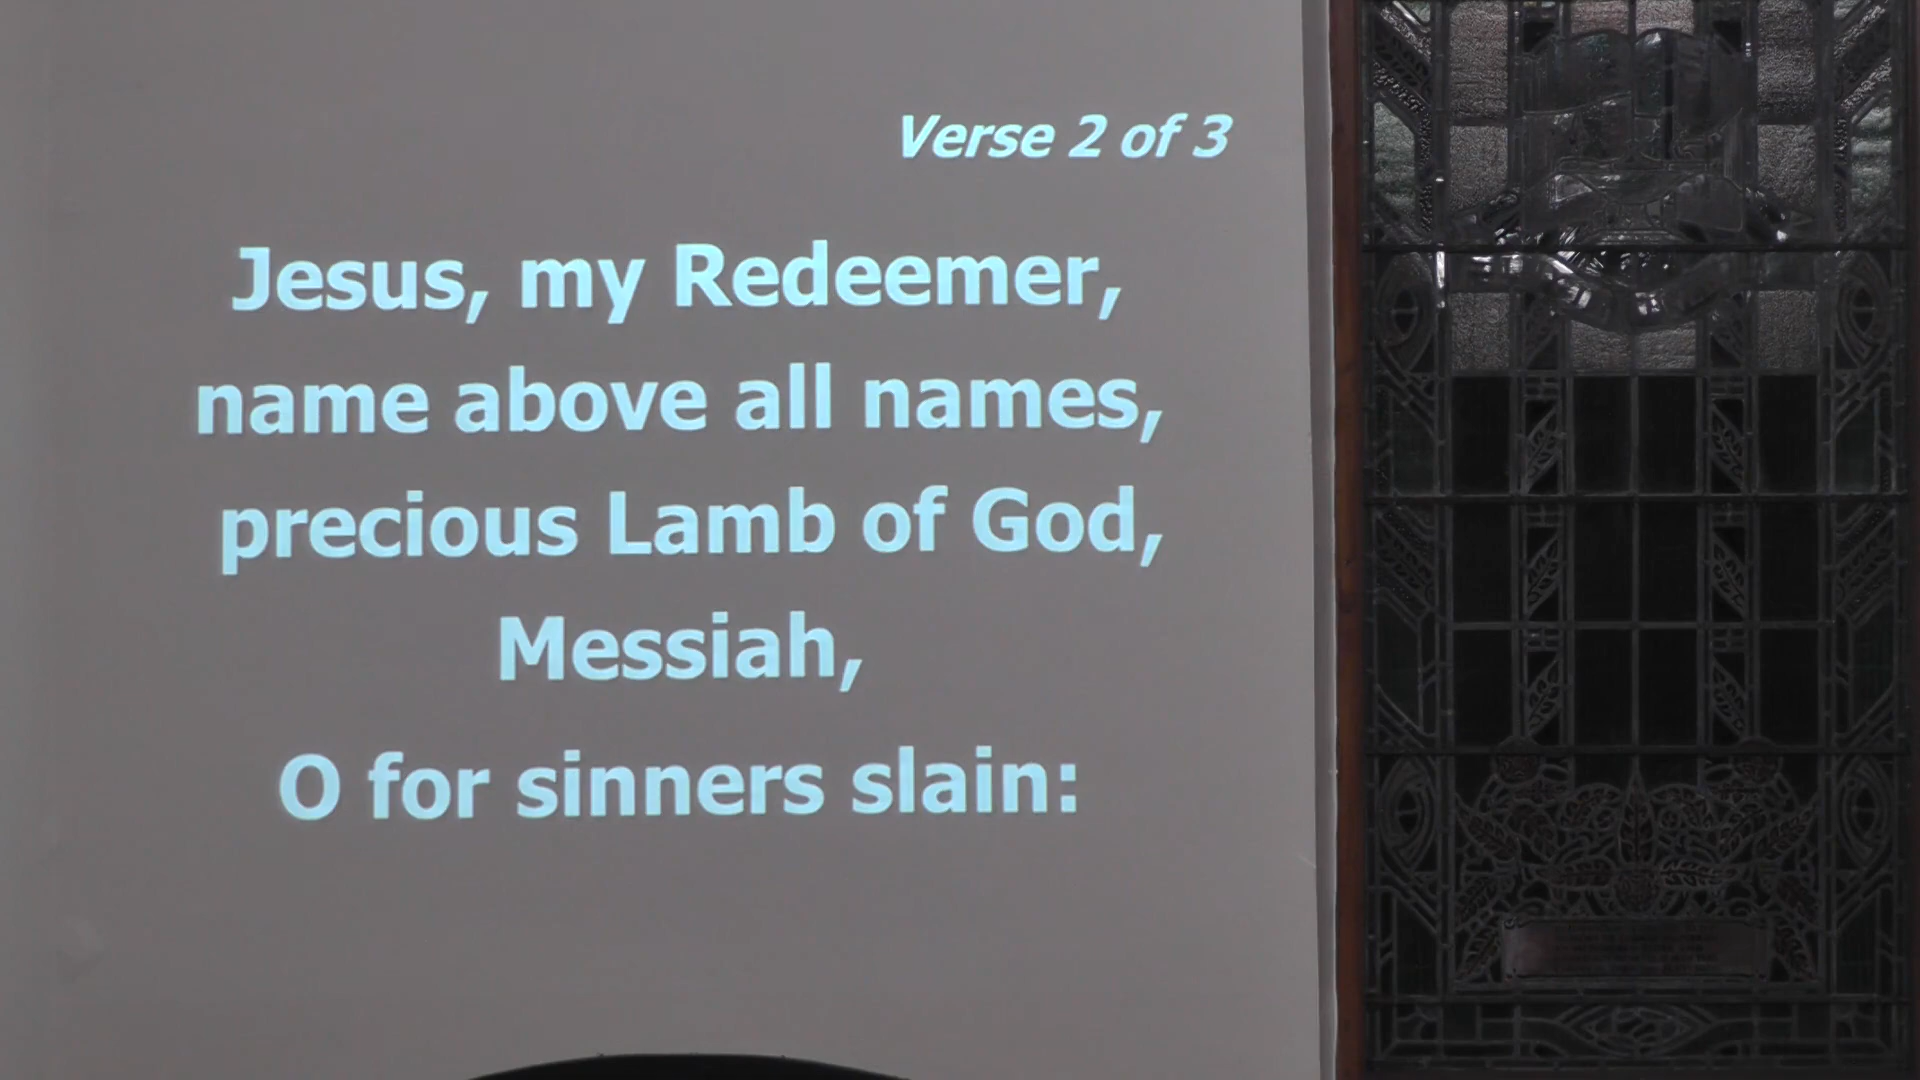 Verse 2 of 3
Jesus, my Redeemer,
name above all names,
precious Lamb of God,
Messiah,
O for sinners slain: